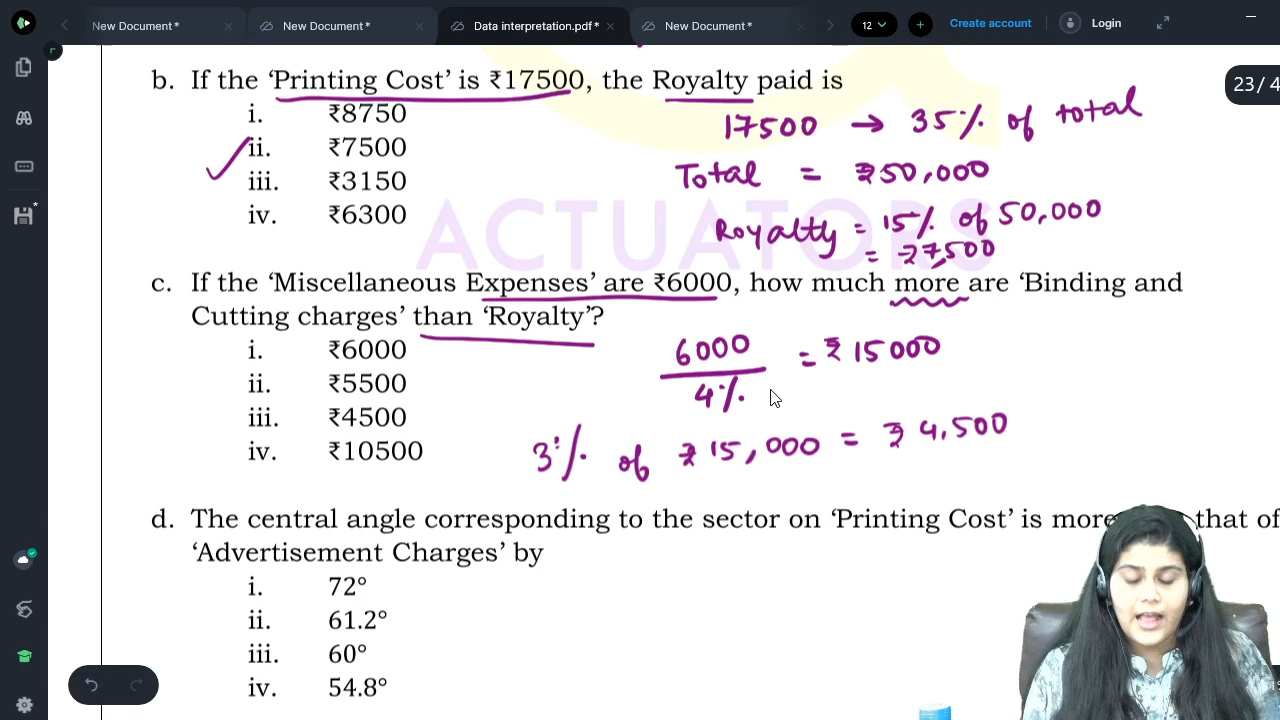 New Document* New Document* Data interpretation.pdf* New Document* 12 Create account Login
23/4
b. If the ‘Printing Cost’ is ₹17500, the Royalty paid is
i. ₹8750
ii. ₹7500
iii. ₹3150
iv. ₹6300
17500 → 35% of total
Total = ₹50,000
Royalty = 15% of 50,000
= ₹7,500
ACTUATORS
c. If the ‘Miscellaneous Expenses’ are ₹6000, how much more are ‘Binding and
Cutting charges’ than ‘Royalty’?
i. ₹6000
ii. ₹5500
iii. ₹4500
iv. ₹10500
6000
4%
= ₹15000
3% of ₹15,000 = ₹4,500
d. The central angle corresponding to the sector on ‘Printing Cost’ is more that of
‘Advertisement Charges’ by
i. 72°
ii. 61.2°
iii. 60°
iv. 54.8°